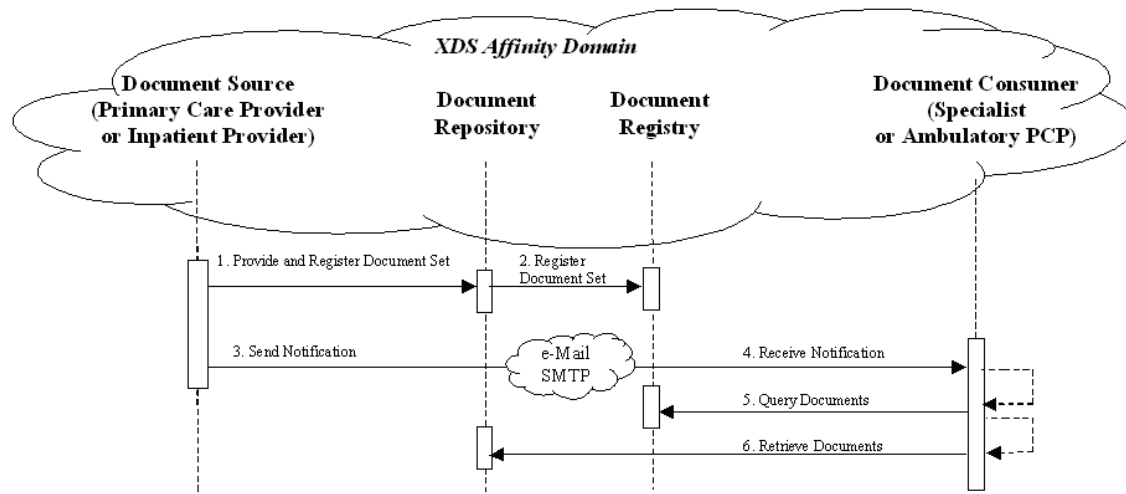 XDS Affinity Domain
Document Source
(Primary Care Provider
or Inpatient Provider)
Document
Repository
Document
Registry
Document Consumer
(Specialist
or Ambulatory PCP)
1. Provide and Register Document Set
2. Register
Document Set
3. Send Notification
e-Mail
SMTP
4. Receive Notification
5. Query Documents
6. Retrieve Documents